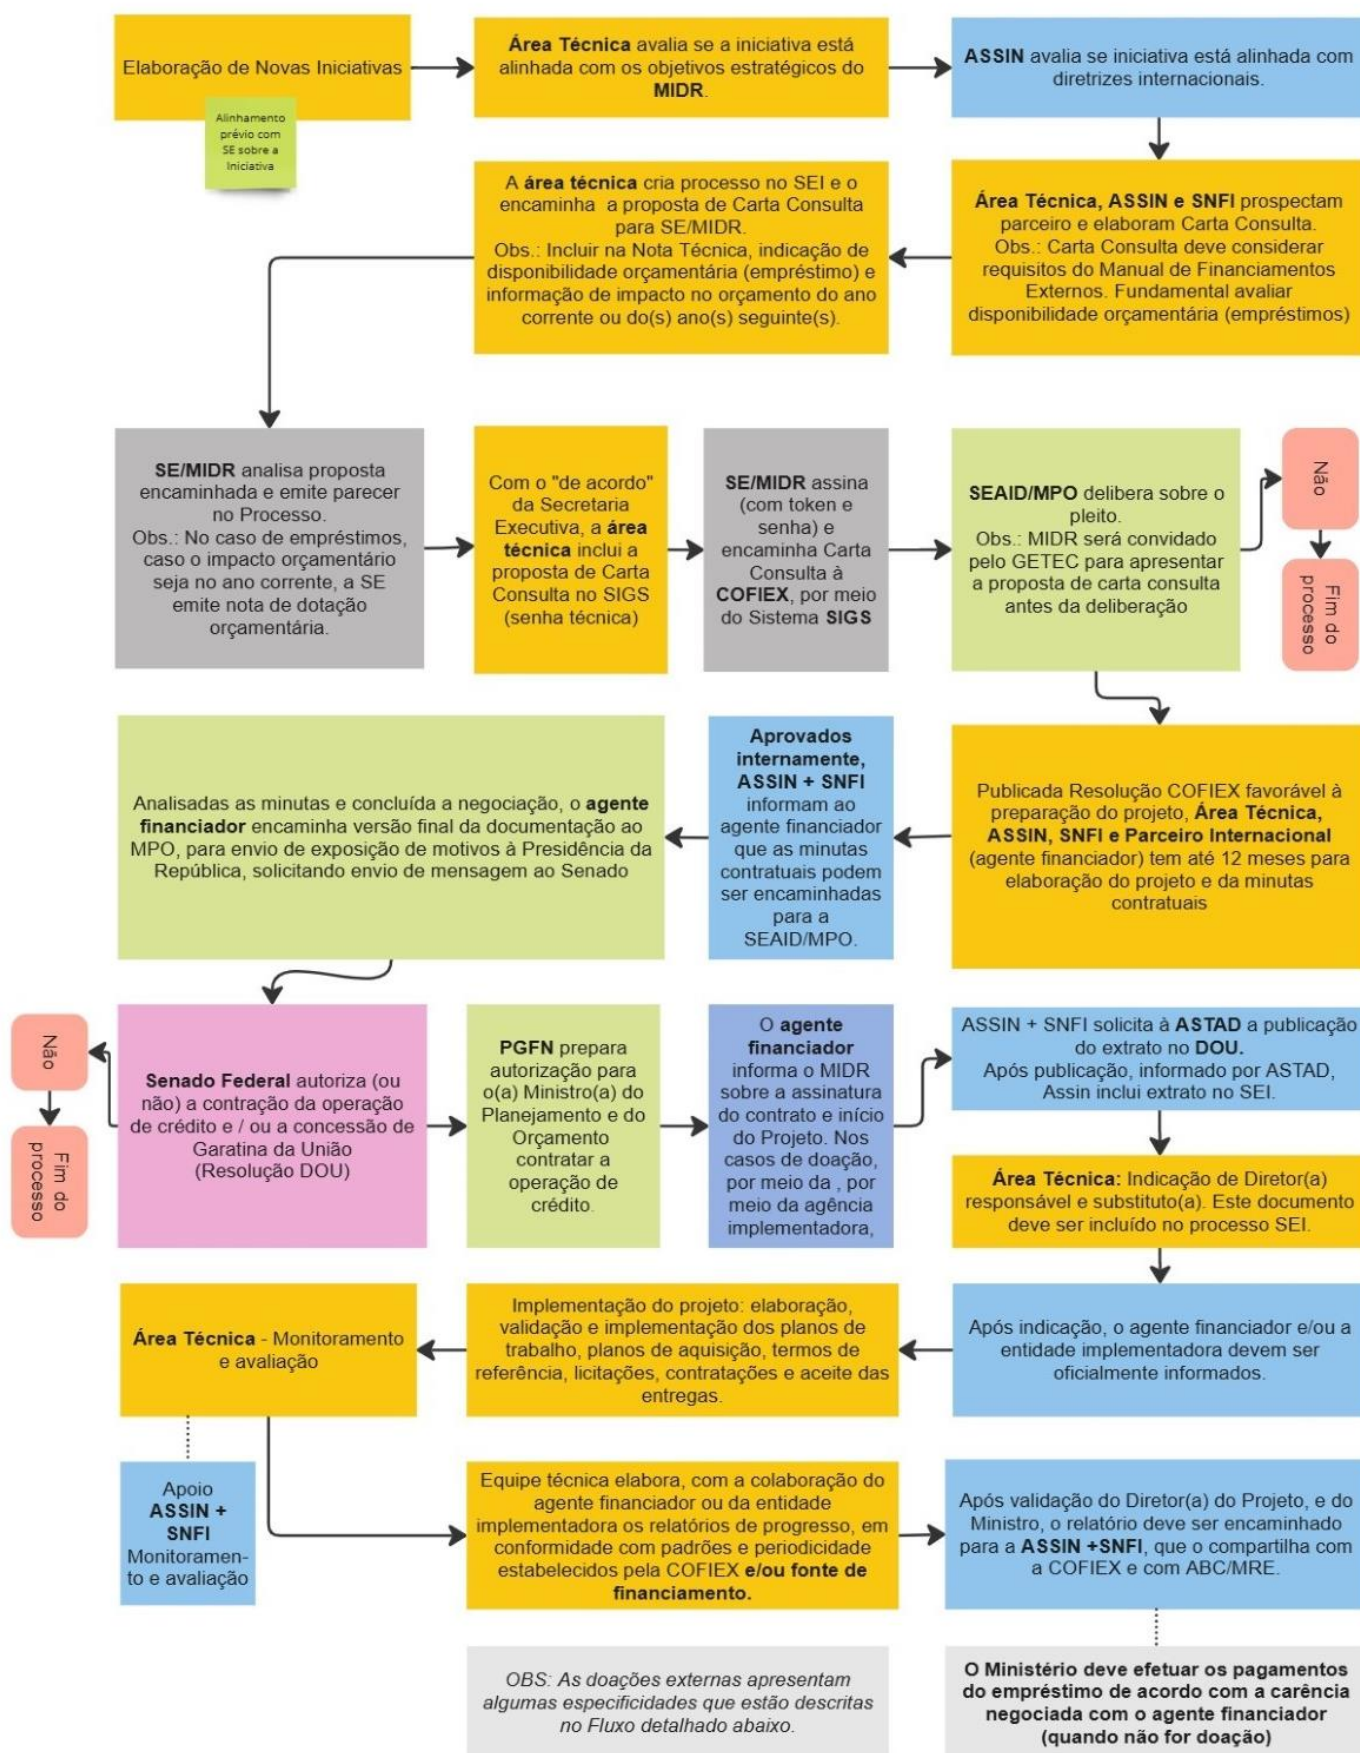 Elaboração de Novas Iniciativas
Alinhamento
prévio com
SE sobre a
Iniciativa
Área Técnica avalia se a iniciativa está
alinhada com os objetivos estratégicos do
MIDR.
ASSIN avalia se iniciativa está alinhada com
diretrizes internacionais.
Área Técnica, ASSIN e SNFI prospectam
parceiro e elaboram Carta Consulta.
Obs.: Carta Consulta deve considerar
requisitos do Manual de Financiamentos
Externos. Fundamental avaliar
disponibilidade orçamentária (empréstimos)
A área técnica cria processo no SEI e o
encaminha a proposta de Carta Consulta
para SE/MIDR.
Obs.: Incluir na Nota Técnica, indicação de
disponibilidade orçamentária (empréstimo) e
informação de impacto no orçamento do ano
corrente ou do(s) ano(s) seguinte(s).
SE/MIDR analisa proposta
encaminhada e emite parecer
no Processo.
Obs.: No caso de empréstimos,
caso o impacto orçamentário
seja no ano corrente, a SE
emite nota de dotação
orçamentária.
Com o "de acordo"
da Secretaria
Executiva, a área
técnica inclui a
proposta de Carta
Consulta no SIGS
(senha técnica)
SE/MIDR assina
(com token e
senha) e
encaminha Carta
Consulta à
COFIEX, por meio
do Sistema SIGS
SEAID/MPO delibera sobre o
pleito.
Obs.: MIDR será convidado
pelo GETEC para apresentar
a proposta de carta consulta
antes da deliberação
Não
Fim do
processo
Publicada Resolução COFIEX favorável à
preparação do projeto, Área Técnica,
ASSIN, SNFI e Parceiro Internacional
(agente financiador) tem até 12 meses para
elaboração do projeto e da minutas
contratuais
Aprovados
internamente,
ASSIN + SNFI
informam ao
agente financiador
que as minutas
contratuais podem
ser encaminhadas
para a
SEAID/MPO.
Analisadas as minutas e concluída a negociação, o agente
financiador encaminha versão final da documentação ao
MPO, para envio de exposição de motivos à Presidência da
República, solicitando envio de mensagem ao Senado
Não
Fim do
processo
Senado Federal autoriza (ou
não) a contração da operação
de crédito e / ou a concessão de
Garatina da União
(Resolução DOU)
PGFN prepara
autorização para
o(a) Ministro(a) do
Planejamento e do
Orçamento
contratar a
operação de
crédito.
O agente
financiador
informa o MIDR
sobre a assinatura
do contrato e início
do Projeto. Nos
casos de doação,
por meio da , por
meio da agência
implementadora,
ASSIN + SNFI solicita à ASTAD a publicação
do extrato no DOU.
Após publicação, informado por ASTAD,
Assin inclui extrato no SEI.
Área Técnica: Indicação de Diretor(a)
responsável e substituto(a). Este documento
deve ser incluído no processo SEI.
Após indicação, o agente financiador e/ou a
entidade implementadora devem ser
oficialmente informados.
Implementação do projeto: elaboração,
validação e implementação dos planos de
trabalho, planos de aquisição, termos de
referência, licitações, contratações e aceite das
entregas.
Área Técnica - Monitoramento
e avaliação
Apoio
ASSIN +
SNFI
Monitoramen-
to e avaliação
Equipe técnica elabora, com a colaboração do
agente financiador ou da entidade
implementadora os relatórios de progresso, em
conformidade com padrões e periodicidade
estabelecidos pela COFIEX e/ou fonte de
financiamento.
Após validação do Diretor(a) do Projeto, e do
Ministro, o relatório deve ser encaminhado
para a ASSIN +SNFI, que o compartilha com
a COFIEX e com ABC/MRE.
OBS: As doações externas apresentam
algumas especificidades que estão descritas
no Fluxo detalhado abaixo.
O Ministério deve efetuar os pagamentos
do empréstimo de acordo com a carência
negociada com o agente financiador
(quando não for doação)